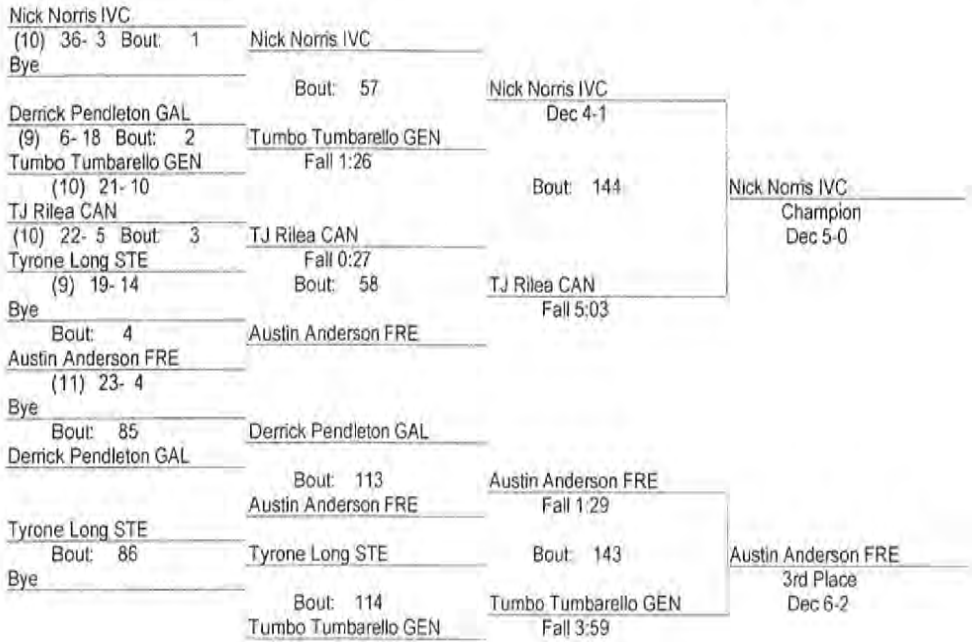 Nick Norris IVC
(10) 36- 3 Bout: 1
Bye
Derrick Pendleton GAL
(9) 6- 18 Bout: 2
Tumbo Tumbarello GEN
(10) 21- 10
TJ Rilea CAN
(10) 22- 5 Bout: 3
Tyrone Long STE
(9) 19- 14
Bye
Bout: 4
Austin Anderson FRE
(11) 23- 4
Bye
Bout: 85
Derrick Pendleton GAL
Tyrone Long STE
Bout: 86
Bye
Nick Norris IVC
Bout: 57
Tumbo Tumbarello GEN
Fall 1:26
TJ Rilea CAN
Fall 0:27
Bout: 58
Austin Anderson FRE
Derrick Pendleton GAL
Bout: 113
Austin Anderson FRE
Tyrone Long STE
Bout: 114
Tumbo Tumbarello GEN
Nick Norris IVC
Dec 4-1
Bout: 144
TJ Rilea CAN
Fall 5:03
Austin Anderson FRE
Fall 1:29
Bout: 143
Tumbo Tumbarello GEN
Fall 3:59
Nick Norris IVC
Champion
Dec 5-0
Austin Anderson FRE
3rd Place
Dec 6-2